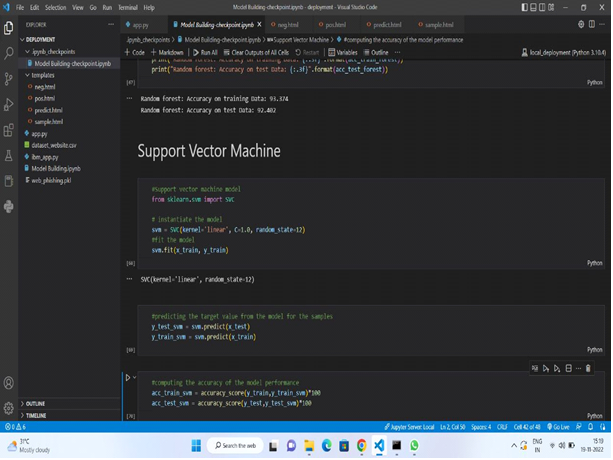 File Edit Selection View Go Run Terminal Help
Model Building-checkpoint.ipynb - deployment - Visual Studio Code
EXPLORER
app.py
Model Building-checkpoint.ipynb
neg.html
pos.html
predict.html
sample.html
DEPLOYMENT
.ipynb_checkpoints
Model Building-checkpoint.ipynb
templates
neg.html
pos.html
predict.html
sample.html
app.py
dataset_website.csv
ibm_app.py
Model Building.ipynb
web_phishing.pkl
.ipynb_checkpoints > Model Building-checkpoint.ipynb > Support Vector Machine > #computing the accuracy of the model performance
+ Code + Markdown Run All Clear Outputs of All Cells Restart Variables Outline ...
local_deployment (Python 3.10.4)
print("Random forest: Accuracy on training Data: {:.3f}".format(acc_train_forest))
print("Random forest: Accuracy on test Data: {:.3f}".format(acc_test_forest))
[47]
Python
Random forest: Accuracy on training Data: 93.374
Random forest: Accuracy on test Data: 92.402
Support Vector Machine
#Support vector machine model
from sklearn.svm import SVC
# instantiate the model
svm = SVC(kernel='linear', C=1.0, random_state=12)
#fit the model
svm.fit(x_train, y_train)
Python
SVC(kernel='linear', random_state=12)
#predicting the target value from the model for the samples
y_test_svm = svm.predict(x_test)
y_train_svm = svm.predict(x_train)
Python
#computing the accuracy of the model performance
acc_train_svm = accuracy_score(y_train,y_train_svm)*100
acc_test_svm = accuracy_score(y_test,y_test_svm)*100
Python
OUTLINE
TIMELINE
0 6
Jupyter Server: Local Ln 2, Col 50 Spaces: 4 CRLF Cell 42 of 48 Go Live
31°C
Mostly cloudy
Search the web
ENG
IN
19-11-2022